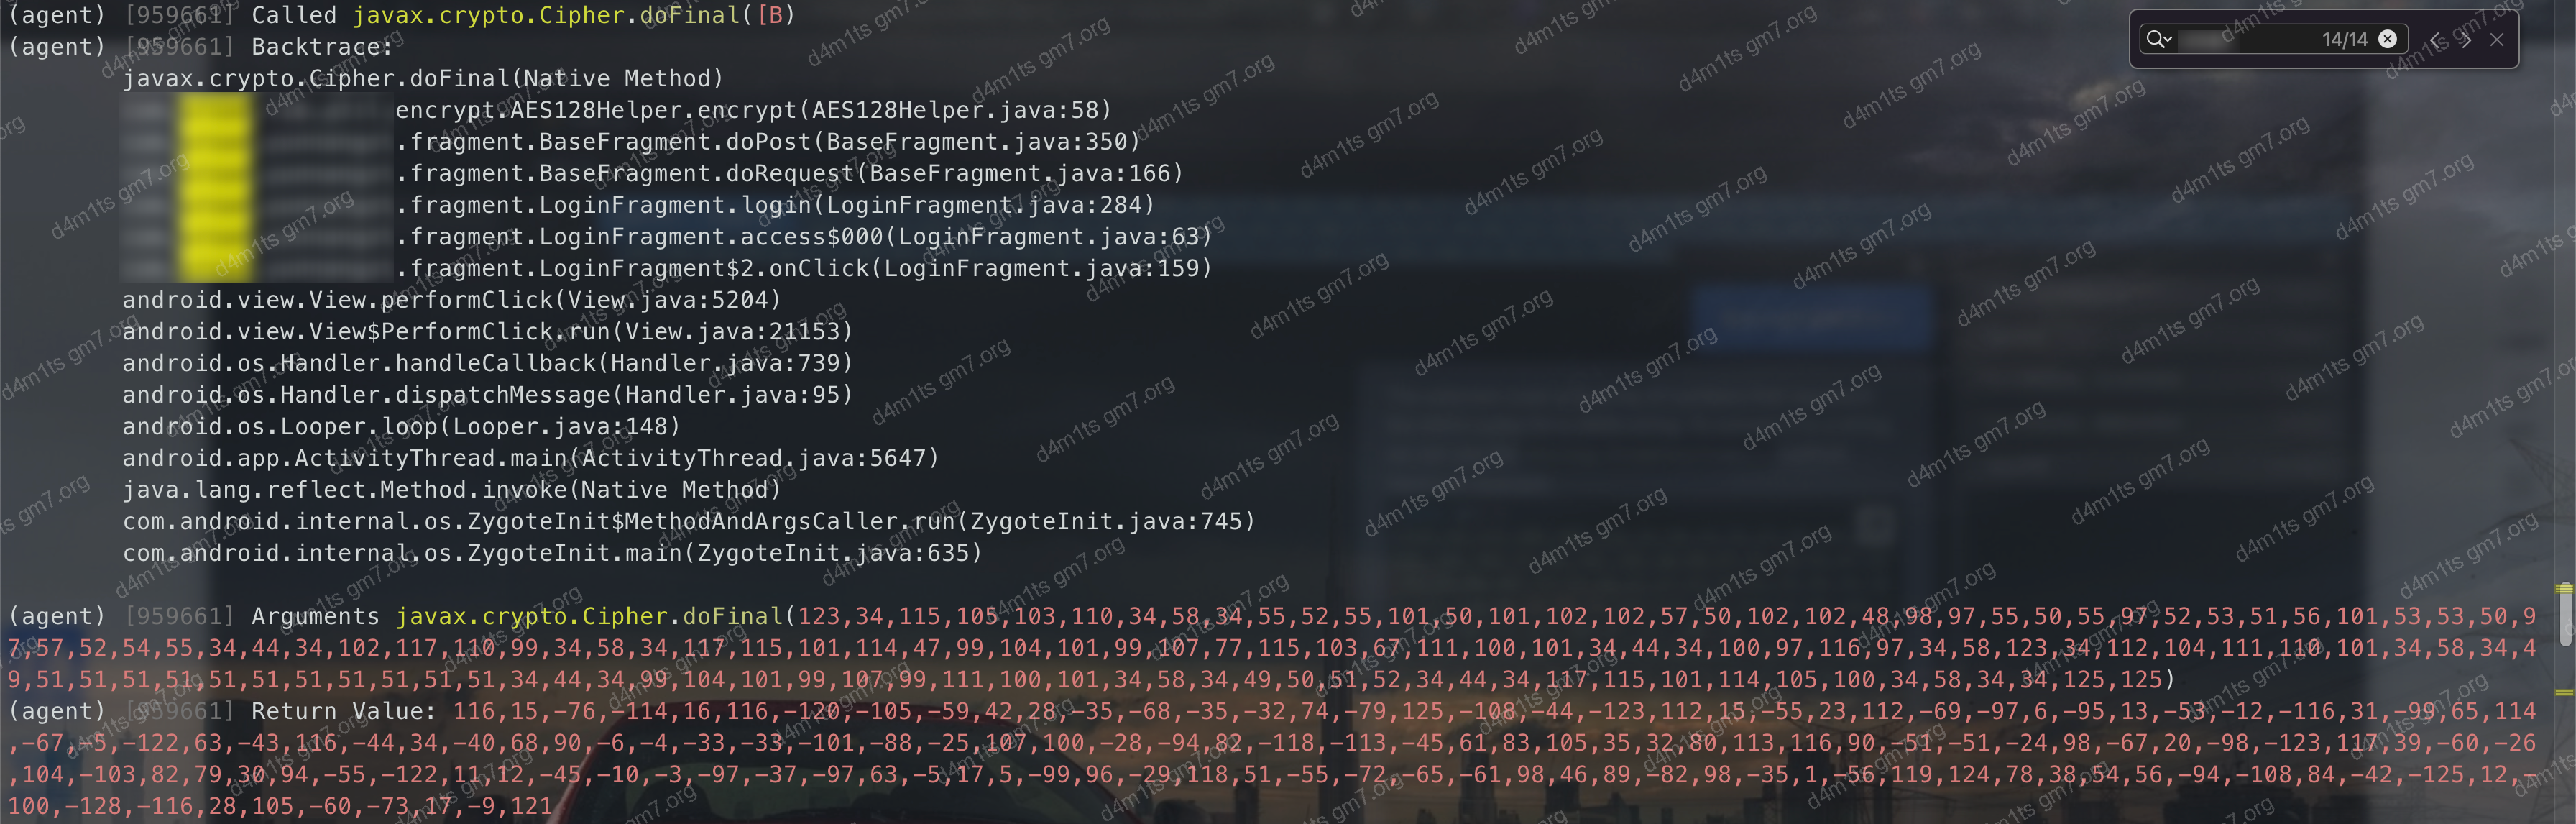 (agent) [959661] Called javax.crypto.Cipher.doFinal([B)
14/14
(agent) [959661] Backtrace:
javax.crypto.Cipher.doFinal(Native Method)
encrypt.AES128Helper.encrypt(AES128Helper.java:58)
.fragment.BaseFragment.doPost(BaseFragment.java:350)
.fragment.BaseFragment.doRequest(BaseFragment.java:166)
.fragment.LoginFragment.login(LoginFragment.java:284)
.fragment.LoginFragment.access$000(LoginFragment.java:63)
.fragment.LoginFragment$2.onClick(LoginFragment.java:159)
android.view.View.performClick(View.java:5204)
android.view.View$PerformClick.run(View.java:21153)
android.os.Handler.handleCallback(Handler.java:739)
android.os.Handler.dispatchMessage(Handler.java:95)
android.os.Looper.loop(Looper.java:148)
android.app.ActivityThread.main(ActivityThread.java:5647)
java.lang.reflect.Method.invoke(Native Method)
com.android.internal.os.ZygoteInit$MethodAndArgsCaller.run(ZygoteInit.java:745)
com.android.internal.os.ZygoteInit.main(ZygoteInit.java:635)
(agent) [959661] Arguments javax.crypto.Cipher.doFinal(123,34,115,105,103,110,34,58,34,55,52,55,101,50,101,102,102,57,50,102,102,48,98,97,55,50,55,97,52,53,51,56,101,53,53,50,9
7,57,52,54,55,34,44,34,102,117,110,99,34,58,34,117,115,101,114,47,99,104,101,99,107,77,115,103,67,111,100,101,34,44,34,100,97,116,97,34,58,123,34,112,104,111,110,101,34,58,34,4
9,51,51,51,51,51,51,51,51,51,51,34,44,34,99,104,101,99,107,99,111,100,101,34,58,34,49,50,51,52,34,44,34,117,115,101,114,105,100,34,58,34,34,125,125)
(agent) [959661] Return Value: 116,15,-76,-114,16,116,-120,-105,-59,42,28,-35,-68,-35,-32,74,-79,125,-108,-44,-123,112,15,-55,23,112,-69,-97,6,-95,13,-53,-12,-116,31,-99,65,114
,-67,-5,-122,63,-43,116,-44,34,-40,68,90,-6,-4,-33,-33,-101,-88,-25,107,100,-28,-94,82,-118,-113,-45,61,83,105,35,32,80,113,116,90,-51,-51,-24,98,-67,20,-98,-123,117,39,-60,-26
,104,-103,82,79,30,94,-55,-122,11,12,-45,-10,-3,-97,-37,-97,63,-5,17,5,-99,96,-29,118,51,-55,-72,-65,-61,98,46,89,-82,98,-35,1,-56,119,124,78,38,54,56,-94,-108,84,-42,-125,12,-
100,-128,-116,28,105,-60,-73,17,-9,121
d4m1ts gm7.org